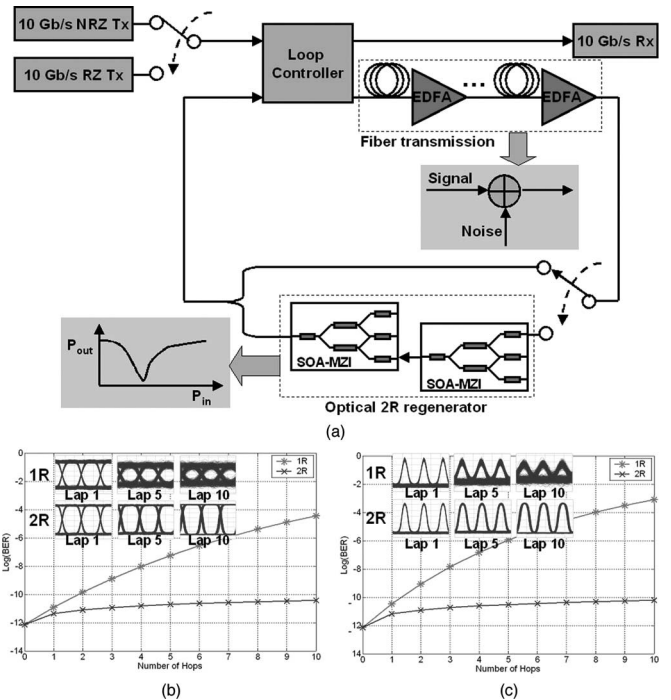 10 Gb/s NRZ Tx
10 Gb/s RZ Tx
Loop
Controller
10 Gb/s Rx
EDFA
...
EDFA
Fiber transmission
Signal
Noise
SOA-MZI
SOA-MZI
Optical 2R regenerator
Pout
Pin
(a)
1R
Lap 1 Lap 5 Lap 10
2R
Lap 1 Lap 5 Lap 10
1R
2R
0
-2
-4
-6
-8
-10
-12
-14
Log(BER)
0 1 2 3 4 5 6 7 8 9 10
Number of Hops
(b)
1R
Lap 1 Lap 5 Lap 10
2R
Lap 1 Lap 5 Lap 10
1R
2R
0
-2
-4
-6
-8
-10
-12
-14
Log(BER)
0 1 2 3 4 5 6 7 8 9 10
Number of Hops
(c)